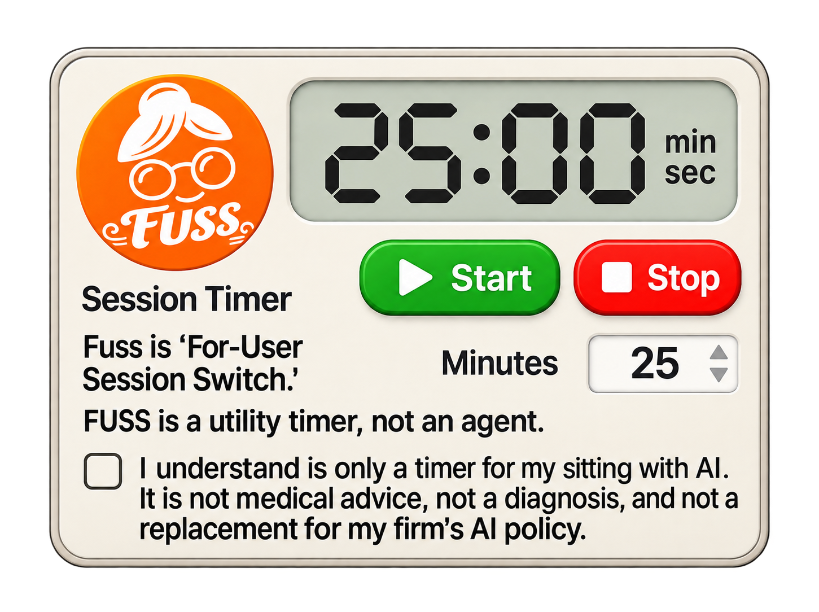 FUSS
25:00
min
sec
Start
Stop
Session Timer
Fuss is ‘For-User
Session Switch.’
Minutes
25
FUSS is a utility timer, not an agent.
I understand is only a timer for my sitting with AI.
It is not medical advice, not a diagnosis, and not a
replacement for my firm’s AI policy.